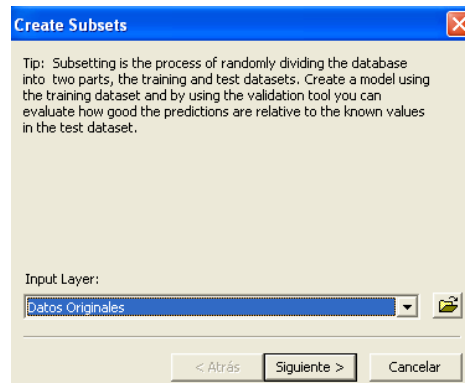 Create Subsets
Tip: Subsetting is the process of randomly dividing the database
into two parts, the training and test datasets. Create a model using
the training dataset and by using the validation tool you can
evaluate how good the predictions are relative to the known values
in the test dataset.
Input Layer:
Datos Originales
< Atrás
Siguiente >
Cancelar